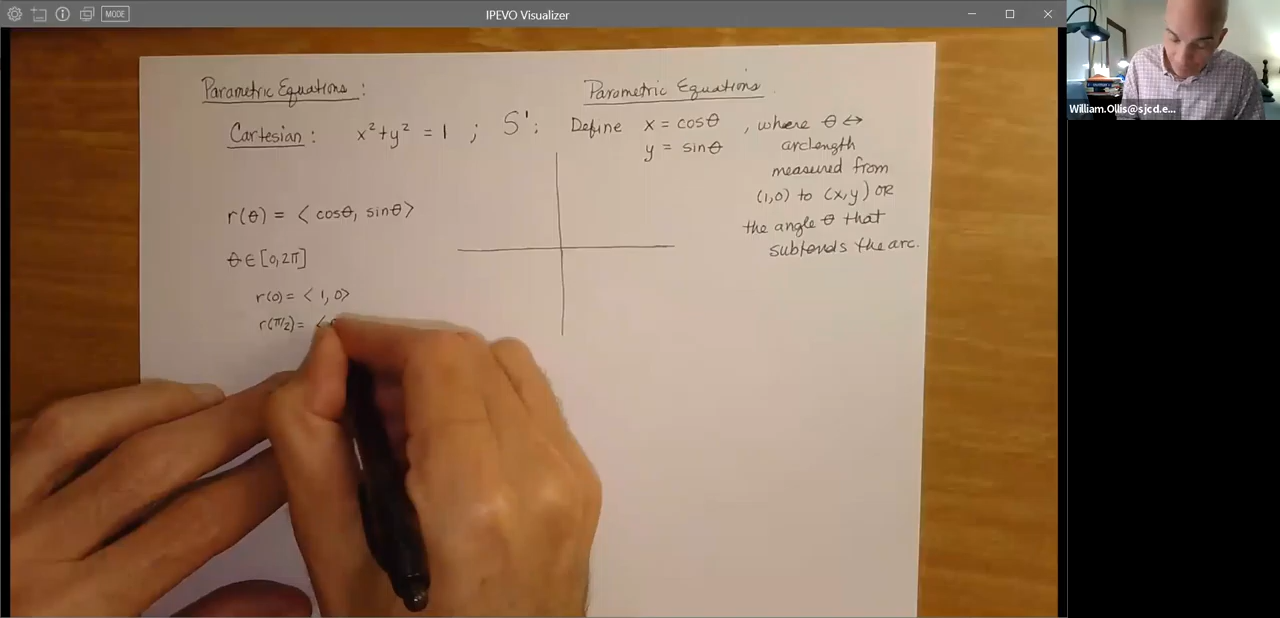 IPEVO Visualizer
MODE
William.Ollis@sjcd.e...
Parametric Equations :
Cartesian : x² + y² = 1 ; S¹ ;
r(θ) = < cosθ, sinθ >
θ ∈ [0, 2π]
r(0) = < 1, 0 >
r(π/2) = <
Parametric Equations
Define x = cosθ , where θ ↔
y = sinθ arclength
measured from
(1,0) to (x,y) OR
the angle θ that
subtends the arc.